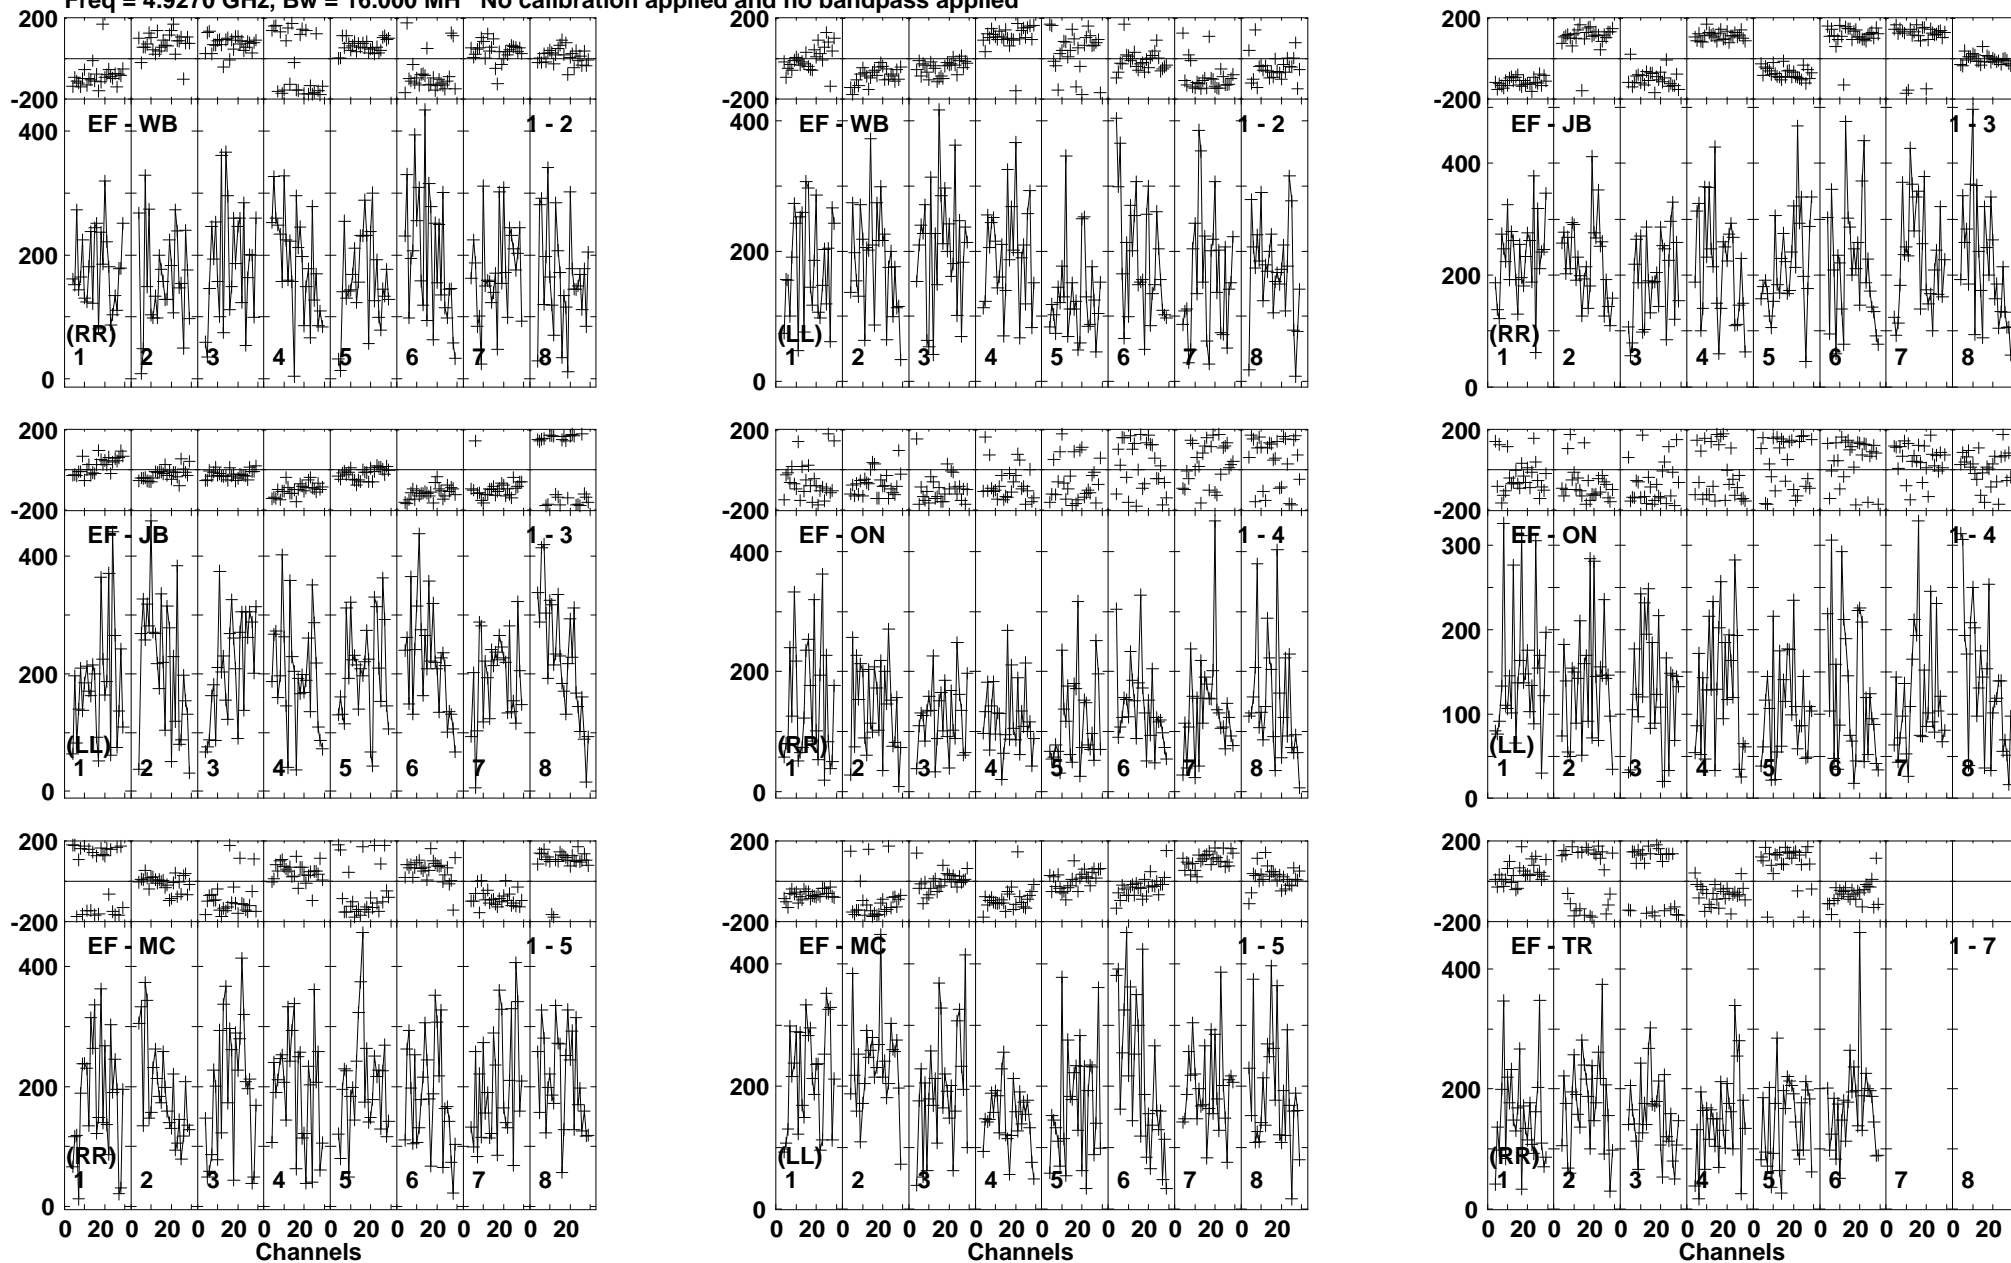 Freq = 4.9270 GHz, Bw = 16.000 MH No calibration applied and no bandpass applied
200 200 200
-200 -200 -200
EF - WB 1 - 2 EF - WB 1 - 2 EF - JB 1 - 3
400 400 400
200 200 200
(RR) (LL) (RR)
1 2 3 4 5 6 7 8 1 2 3 4 5 6 7 8 1 2 3 4 5 6 7 8
0 0 0
200 200 200
-200 -200 -200
EF - JB 1 - 3 EF - ON 1 - 4 EF - ON 1 - 4
400 400 300
200 200 200
100
(LL) (RR) (LL)
1 2 3 4 5 6 7 8 1 2 3 4 5 6 7 8 1 2 3 4 5 6 7 8
0 0 0
200 200 200
-200 -200 -200
EF - MC 1 - 5 EF - MC 1 - 5 EF - TR 1 - 7
400 400 400
200 200 200
(RR) (LL) (RR)
1 2 3 4 5 6 7 8 1 2 3 4 5 6 7 8 1 2 3 4 5 6 7 8
0 0 0
0 20 0 20 0 20 0 20 0 20 0 20 0 20 0 20 0 20 0 20 0 20 0 20 0 20 0 20 0 20 0 20 0 20 0 20 0 20 0 20 0 20 0 20 0 20 0 20
Channels Channels Channels